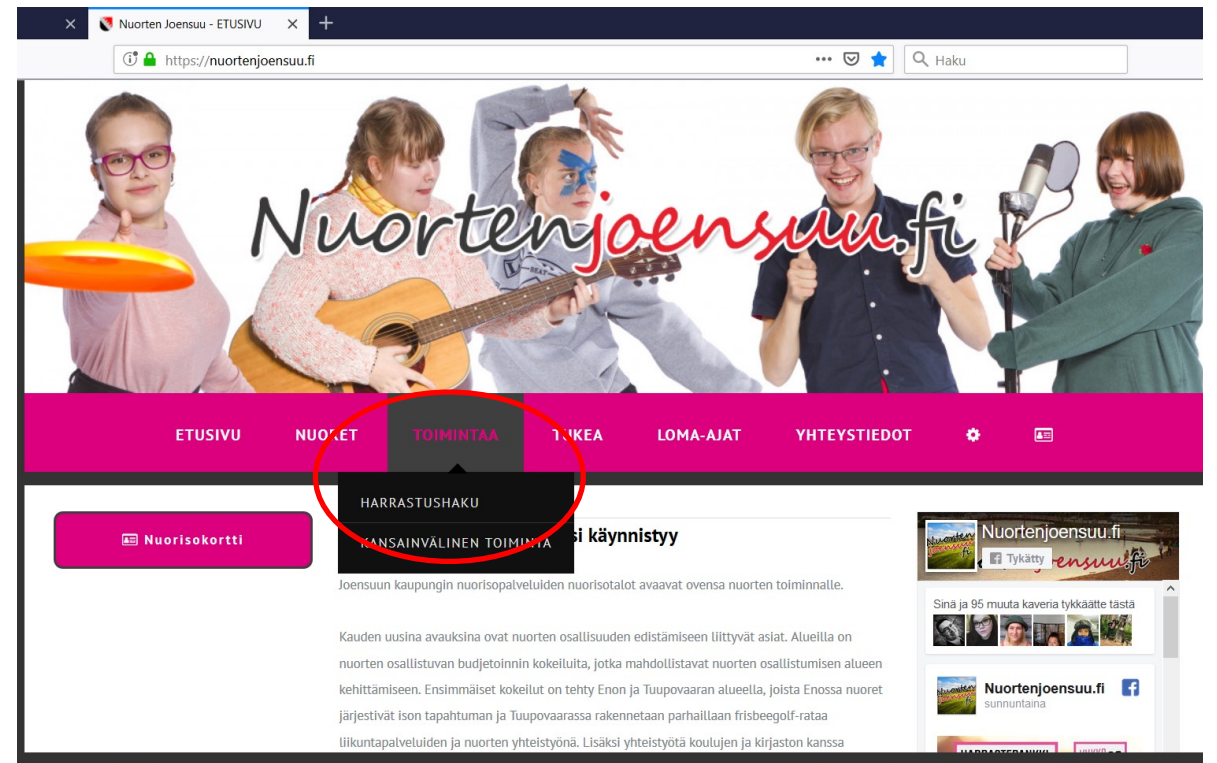 Nuorten Joensuu - ETUSIVU
https://nuortenjoensuu.fi
Haku
Nuortenjoensuu.fi
ETUSIVU NUORET TOIMINTAA TUKEA LOMA-AJAT YHTEYSTIEDOT
HARRASTUSHAKU
KANSAINVÄLINEN TOIMINTA
Nuorisokortti
si käynnistyy
Joensuun kaupungin nuorisopalveluiden nuorisotalot avaavat ovensa nuorten toiminnalle.
Kauden uusina avauksina ovat nuorten osallisuuden edistämiseen liittyvät asiat. Alueilla on
nuorten osallistuvan budjetoinnin kokeiluita, jotka mahdollistavat nuorten osallistumisen alueen
kehittämiseen. Ensimmäiset kokeilut on tehty Enon ja Tuupovaaran alueella, joista Enossa nuoret
järjestivät ison tapahtuman ja Tuupovaarassa rakennetaan parhaillaan frisbeegolf-rataa
liikuntapalveluiden ja nuorten yhteistyönä. Lisäksi yhteistyötä koulujen ja kirjaston kanssa
Nuortenjoensuu.fi
Tykätty
Sinä ja 95 muuta kaveria tykkäätte tästä
Nuortenjoensuu.fi
sunnuntaina